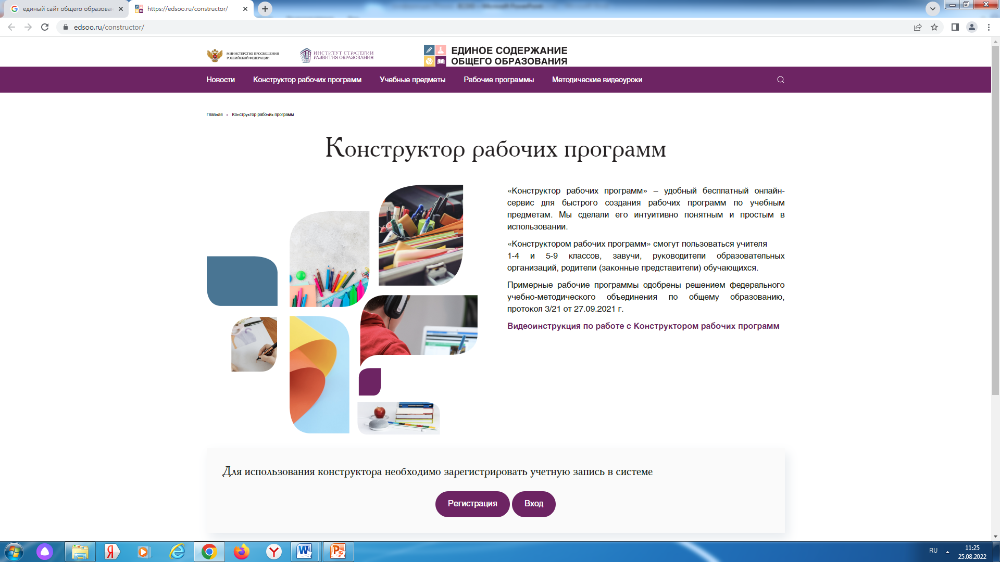 единый сайт общего образован
https://edsoo.ru/constructor/
edsoo.ru/constructor/
МИНИСТЕРСТВО ПРОСВЕЩЕНИЯ
РОССИЙСКОЙ ФЕДЕРАЦИИ
ИНСТИТУТ СТРАТЕГИИ
РАЗВИТИЯ ОБРАЗОВАНИЯ
ЕДИНОЕ СОДЕРЖАНИЕ
ОБЩЕГО ОБРАЗОВАНИЯ
Новости Конструктор рабочих программ Учебные предметы Рабочие программы Методические видеоуроки
Главная • Конструктор рабочих программ
Конструктор рабочих программ
«Конструктор рабочих программ» – удобный бесплатный онлайн-
сервис для быстрого создания рабочих программ по учебным
предметам. Мы сделали его интуитивно понятным и простым в
использовании.
«Конструктором рабочих программ» смогут пользоваться учителя
1-4 и 5-9 классов, завучи, руководители образовательных
организаций, родители (законные представители) обучающихся.
Примерные рабочие программы одобрены решением федерального
учебно-методического объединения по общему образованию,
протокол 3/21 от 27.09.2021 г.
Видеоинструкция по работе с Конструктором рабочих программ
Для использования конструктора необходимо зарегистрировать учетную запись в системе
Регистрация Вход
RU
11:25
25.08.2022